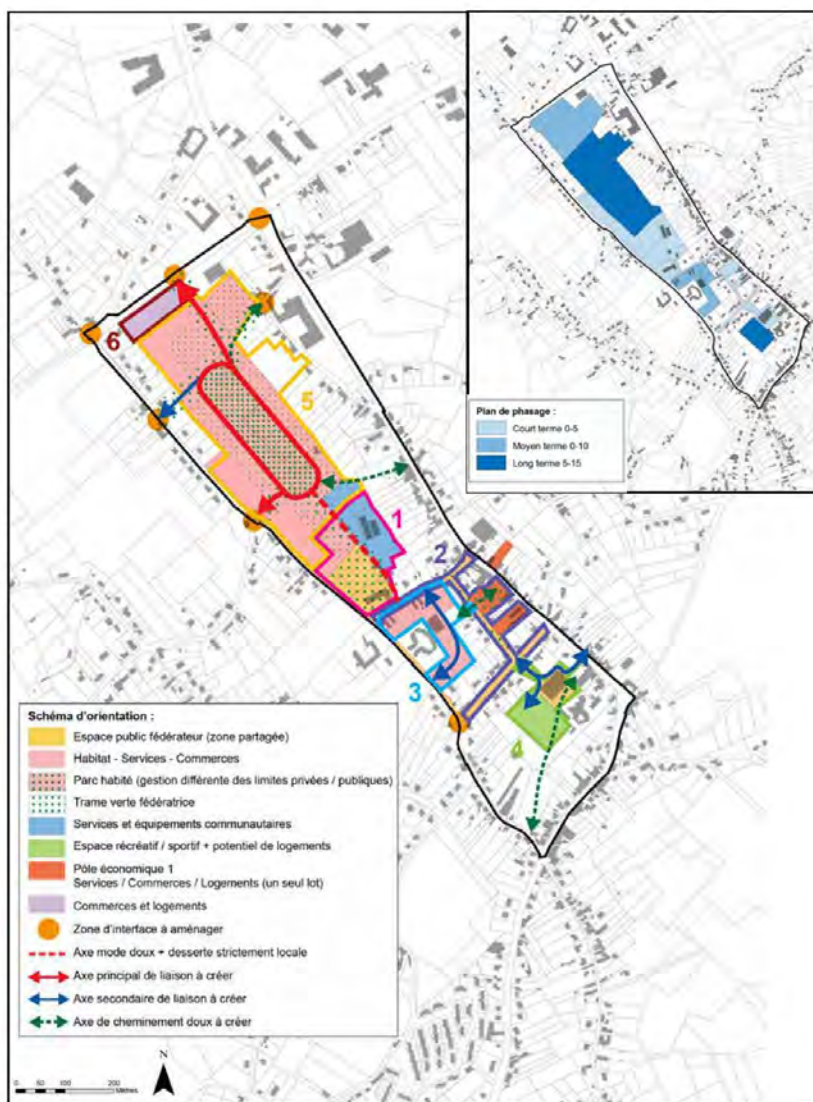 Plan de phasage :
Court terme 0-5
Moyen terme 0-10
Long terme 5-15
6
5
1
2
3
4
Schéma d'orientation :
Espace public fédérateur (zone partagée)
Habitat - Services - Commerces
Parc habité (gestion différente des limites privées / publiques)
Trame verte fédératrice
Services et équipements communautaires
Espace récréatif / sportif + potentiel de logements
Pôle économique 1
Services / Commerces / Logements (un seul lot)
Commerces et logements
Zone d'interface à aménager
Axe mode doux + desserte strictement locale
Axe principal de liaison à créer
Axe secondaire de liaison à créer
Axe de cheminement doux à créer
N
0 50 100 200
Mètres